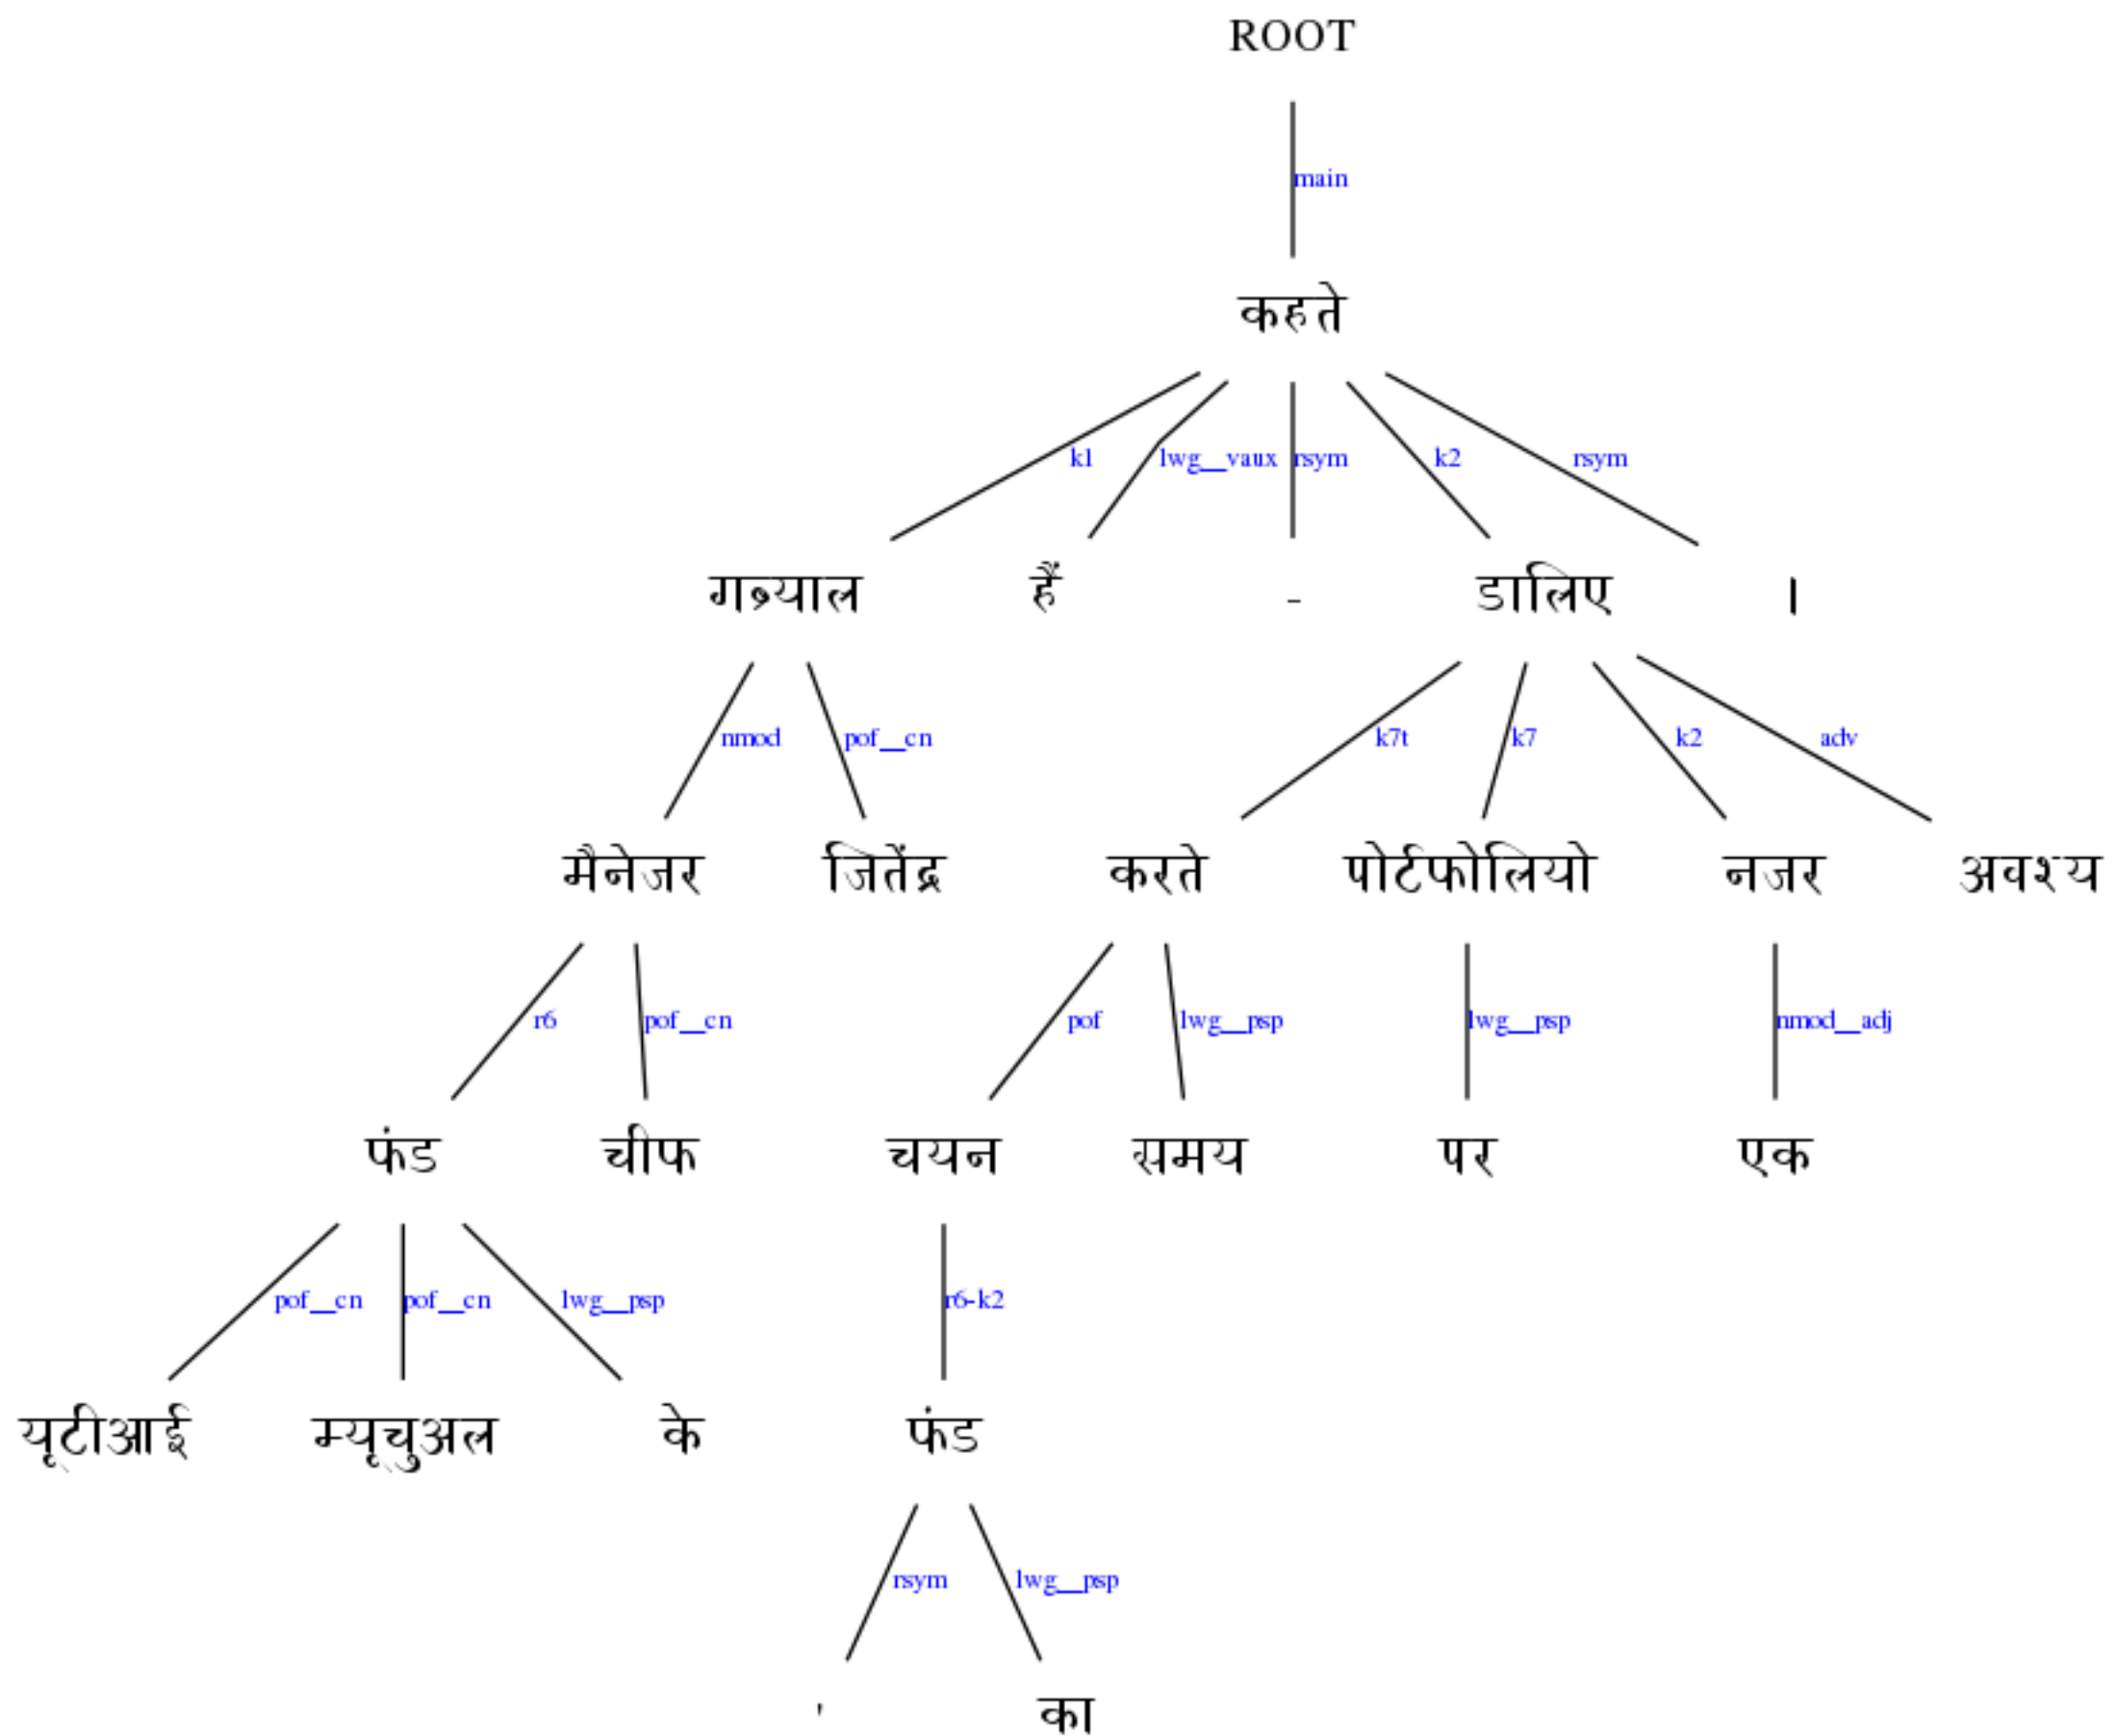 ROOT
main
कहते
k1 lwg__vaux rsym k2 rsym
गब्र्याल हैं - डालिए ।
nmod pof__cn k7t k7 k2 adv
मैनेजर जितेंद्र करते पोर्टफोलियो नजर अवश्य
r6 pof__cn pof lwg__psp lwg__psp nmod__adj
फंड चीफ चयन समय पर एक
pof__cn pof__cn lwg__psp r6-k2
यूटीआई म्यूचुअल के फंड
rsym lwg__psp
' का